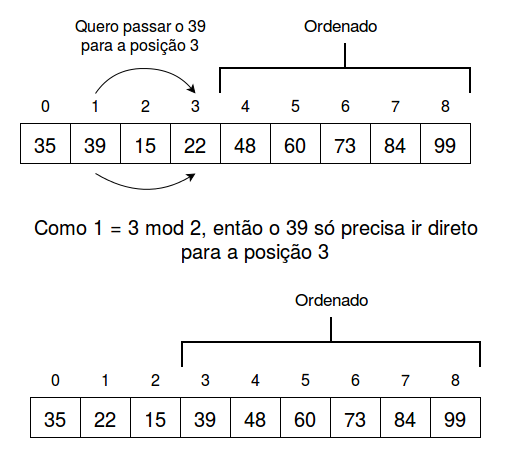 Quero passar o 39
para a posição 3
Ordenado
0 1 2 3 4 5 6 7 8
35 39 15 22 48 60 73 84 99
Como 1 = 3 mod 2, então o 39 só precisa ir direto
para a posição 3
Ordenado
0 1 2 3 4 5 6 7 8
35 22 15 39 48 60 73 84 99